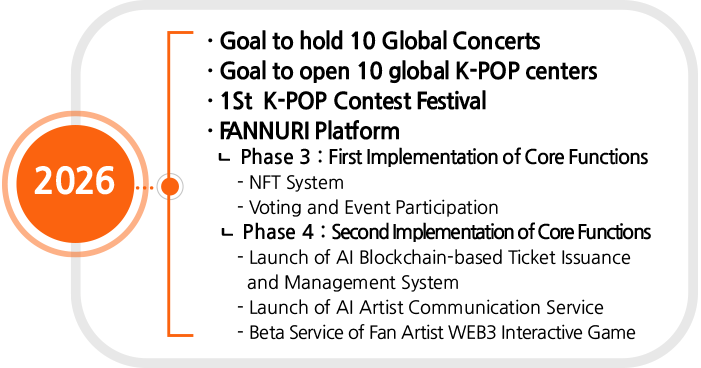 2026
· Goal to hold 10 Global Concerts
· Goal to open 10 global K-POP centers
· 1St K-POP Contest Festival
· FANNURI Platform
ㄴ Phase 3 : First Implementation of Core Functions
- NFT System
- Voting and Event Participation
ㄴ Phase 4 : Second Implementation of Core Functions
- Launch of AI Blockchain-based Ticket Issuance
and Management System
- Launch of AI Artist Communication Service
- Beta Service of Fan Artist WEB3 Interactive Game